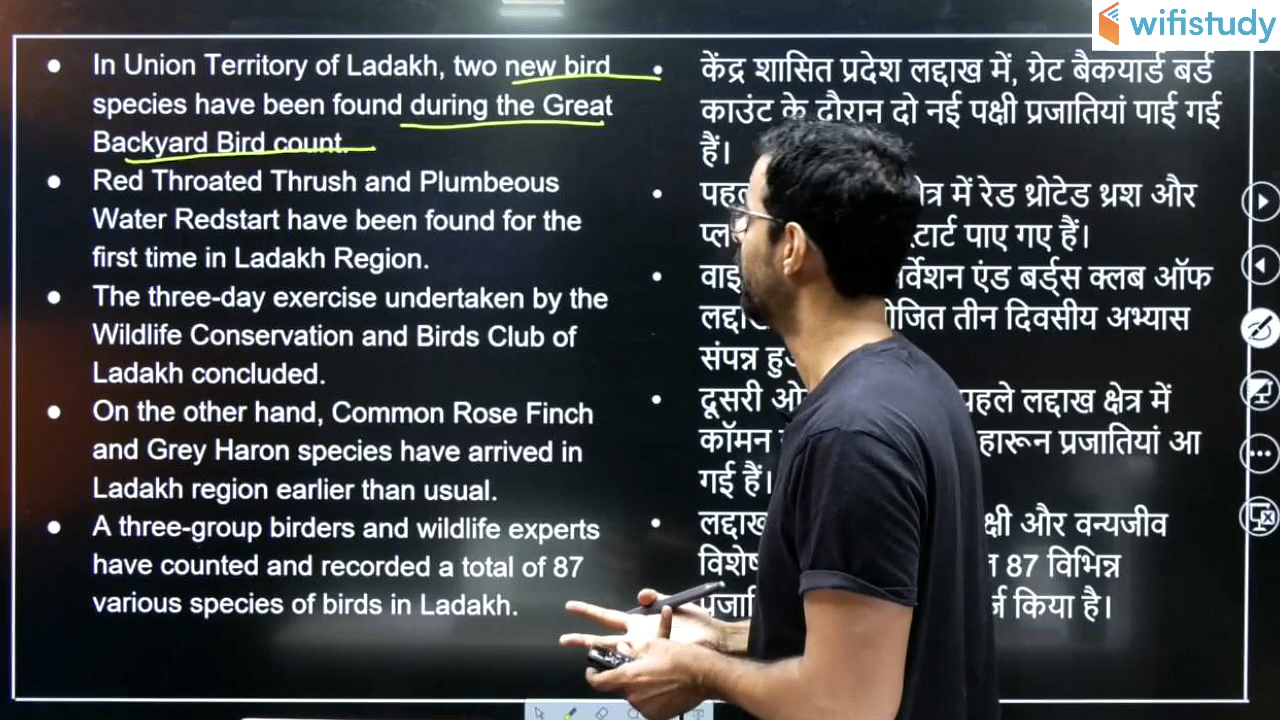 wifistudy
• In Union Territory of Ladakh, two new bird
species have been found during the Great
Backyard Bird count.
• Red Throated Thrush and Plumbeous
Water Redstart have been found for the
first time in Ladakh Region.
• The three-day exercise undertaken by the
Wildlife Conservation and Birds Club of
Ladakh concluded.
• On the other hand, Common Rose Finch
and Grey Haron species have arrived in
Ladakh region earlier than usual.
• A three-group birders and wildlife experts
have counted and recorded a total of 87
various species of birds in Ladakh.
• केंद्र शासित प्रदेश लद्दाख में, ग्रेट बैकयार्ड बर्ड
काउंट के दौरान दो नई पक्षी प्रजातियां पाई गई
हैं।
• में रेड थ्रोटेड थ्रश और
पाए गए हैं।
• एंड बर्ड्स क्लब ऑफ
तीन दिवसीय अभ्यास
संपन्न
• दूसरी पहले लद्दाख क्षेत्र में
कॉमन हारून प्रजातियां आ
गई हैं।
• और वन्यजीव
87 विभिन्न
किया है।